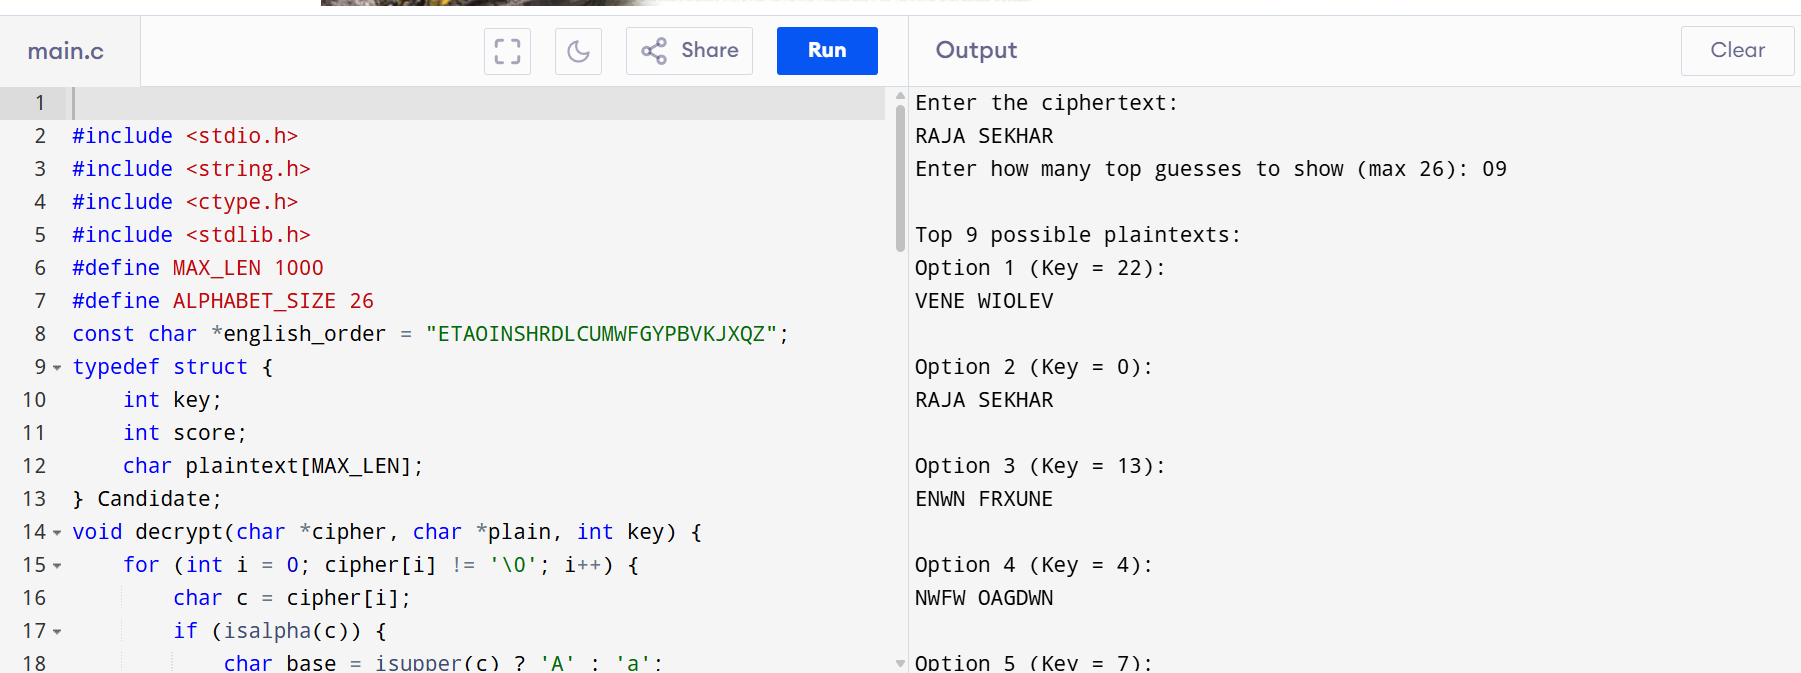 main.c
Share
Run
Output
Clear
1
2 #include <stdio.h>
3 #include <string.h>
4 #include <ctype.h>
5 #include <stdlib.h>
6 #define MAX_LEN 1000
7 #define ALPHABET_SIZE 26
8 const char *english_order = "ETAOINSHRDLCUMWFGYPBVKJXQZ";
9 typedef struct {
10 int key;
11 int score;
12 char plaintext[MAX_LEN];
13 } Candidate;
14 void decrypt(char *cipher, char *plain, int key) {
15 for (int i = 0; cipher[i] != '\0'; i++) {
16 char c = cipher[i];
17 if (isalpha(c)) {
18 char base = isupper(c) ? 'A' : 'a';
Enter the ciphertext:
RAJA SEKHAR
Enter how many top guesses to show (max 26): 09
Top 9 possible plaintexts:
Option 1 (Key = 22):
VENE WIOLEV
Option 2 (Key = 0):
RAJA SEKHAR
Option 3 (Key = 13):
ENWN FRXUNE
Option 4 (Key = 4):
NWFW OAGDWN
Option 5 (Key = 7):